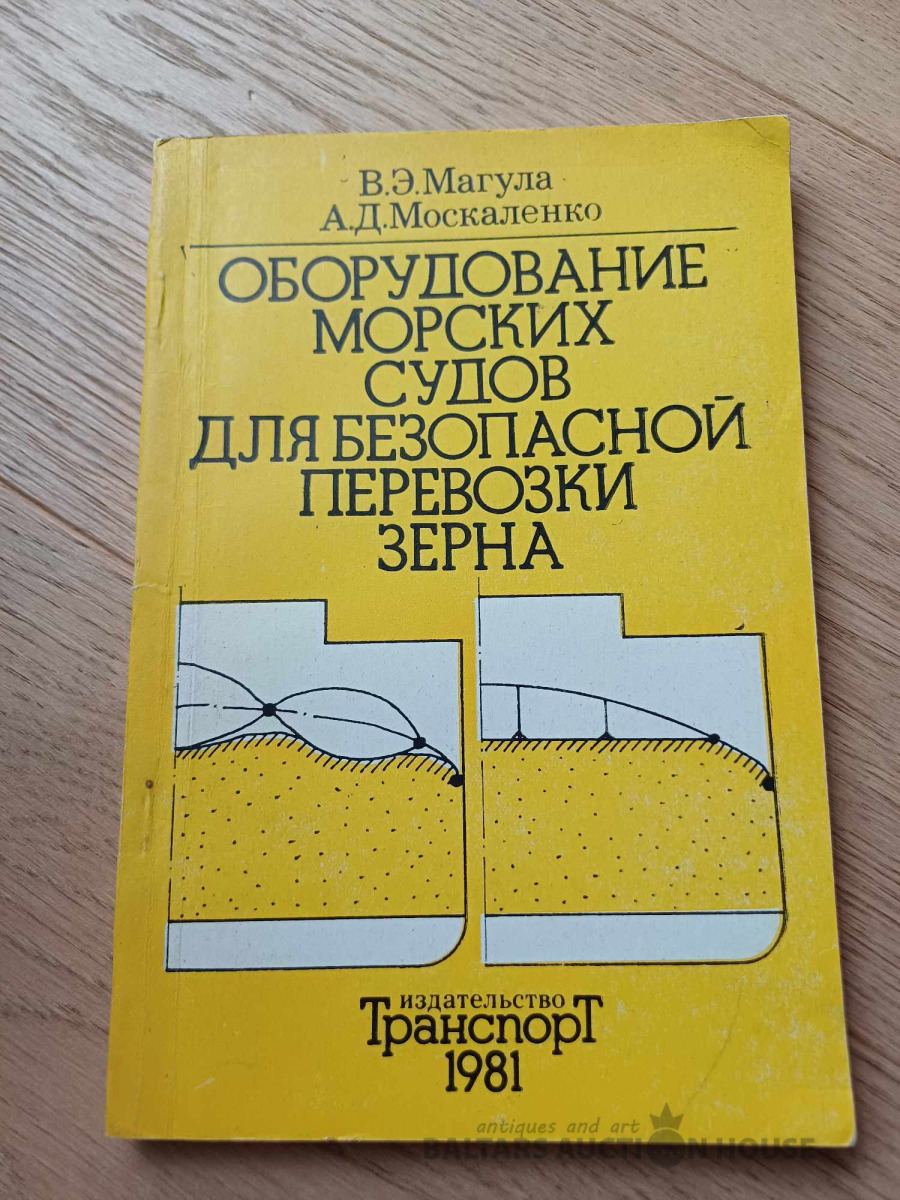 В.Э.Магула
А.Д.Москаленко
ОБОРУДОВАНИЕ
МОРСКИХ
СУДОВ
ДЛЯ БЕЗОПАСНОЙ
ПЕРЕВОЗКИ
ЗЕРНА
издательство
Транспорт
1981
antiques and art
BALTARS AUCTION HOUSE